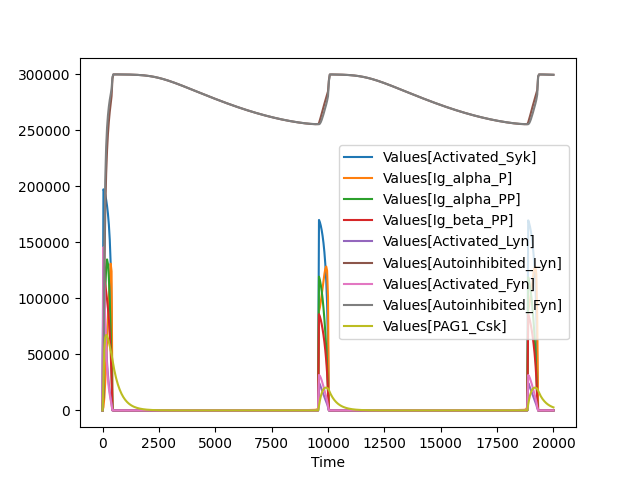 300000
250000
200000
150000
100000
50000
0
Values[Activated_Syk]
Values[Ig_alpha_P]
Values[Ig_alpha_PP]
Values[Ig_beta_PP]
Values[Activated_Lyn]
Values[Autoinhibited_Lyn]
Values[Activated_Fyn]
Values[Autoinhibited_Fyn]
Values[PAG1_Csk]
0 2500 5000 7500 10000 12500 15000 17500 20000
Time